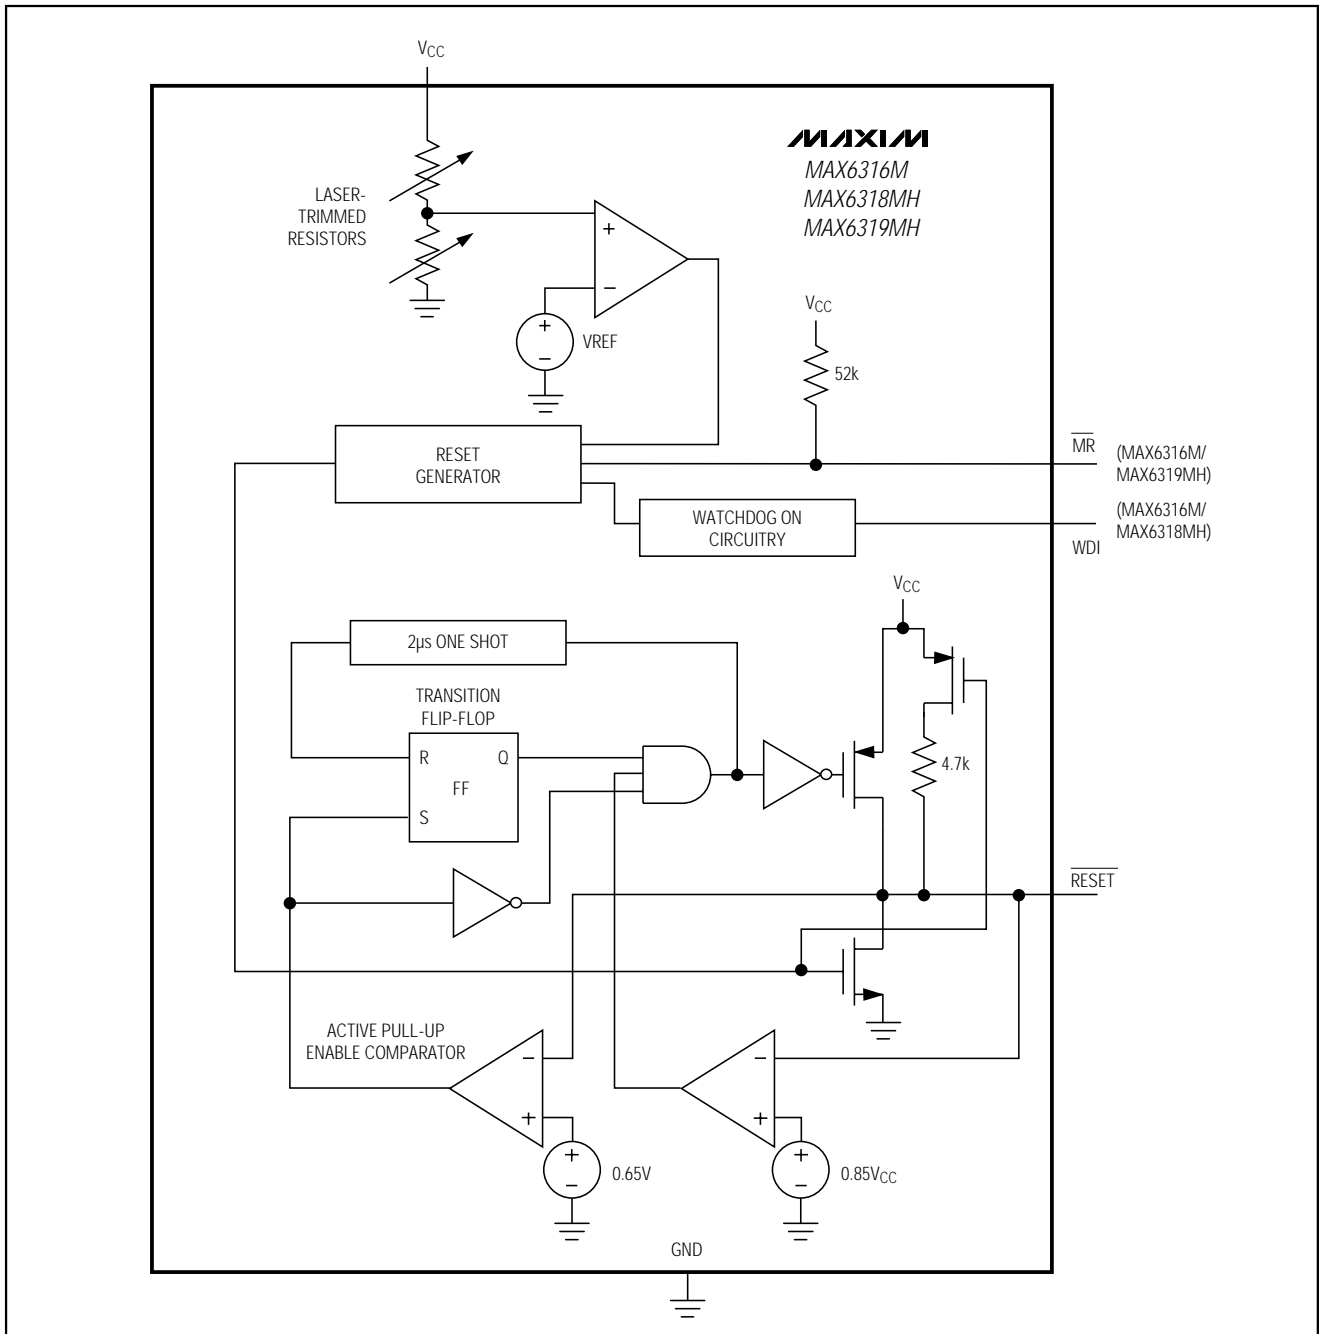 VCC
MAXIM
MAX6316M
MAX6318MH
MAX6319MH
LASER-
TRIMMED
RESISTORS
+
−
+
−
VREF
VCC
52k
RESET
GENERATOR
MR
(MAX6316M/
MAX6319MH)
WATCHDOG ON
CIRCUITRY
(MAX6316M/
MAX6318MH)
WDI
VCC
2µs ONE SHOT
TRANSITION
FLIP-FLOP
R
Q
FF
S
4.7k
RESET
ACTIVE PULL-UP
ENABLE COMPARATOR
−
+
−
+
+
−
0.65V
+
−
0.85VCC
GND